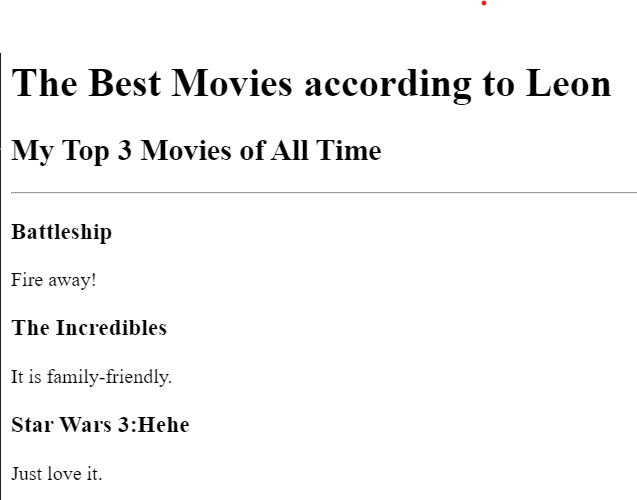 The Best Movies according to Leon
My Top 3 Movies of All Time
Battleship
Fire away!
The Incredibles
It is family-friendly.
Star Wars 3:Hehe
Just love it.